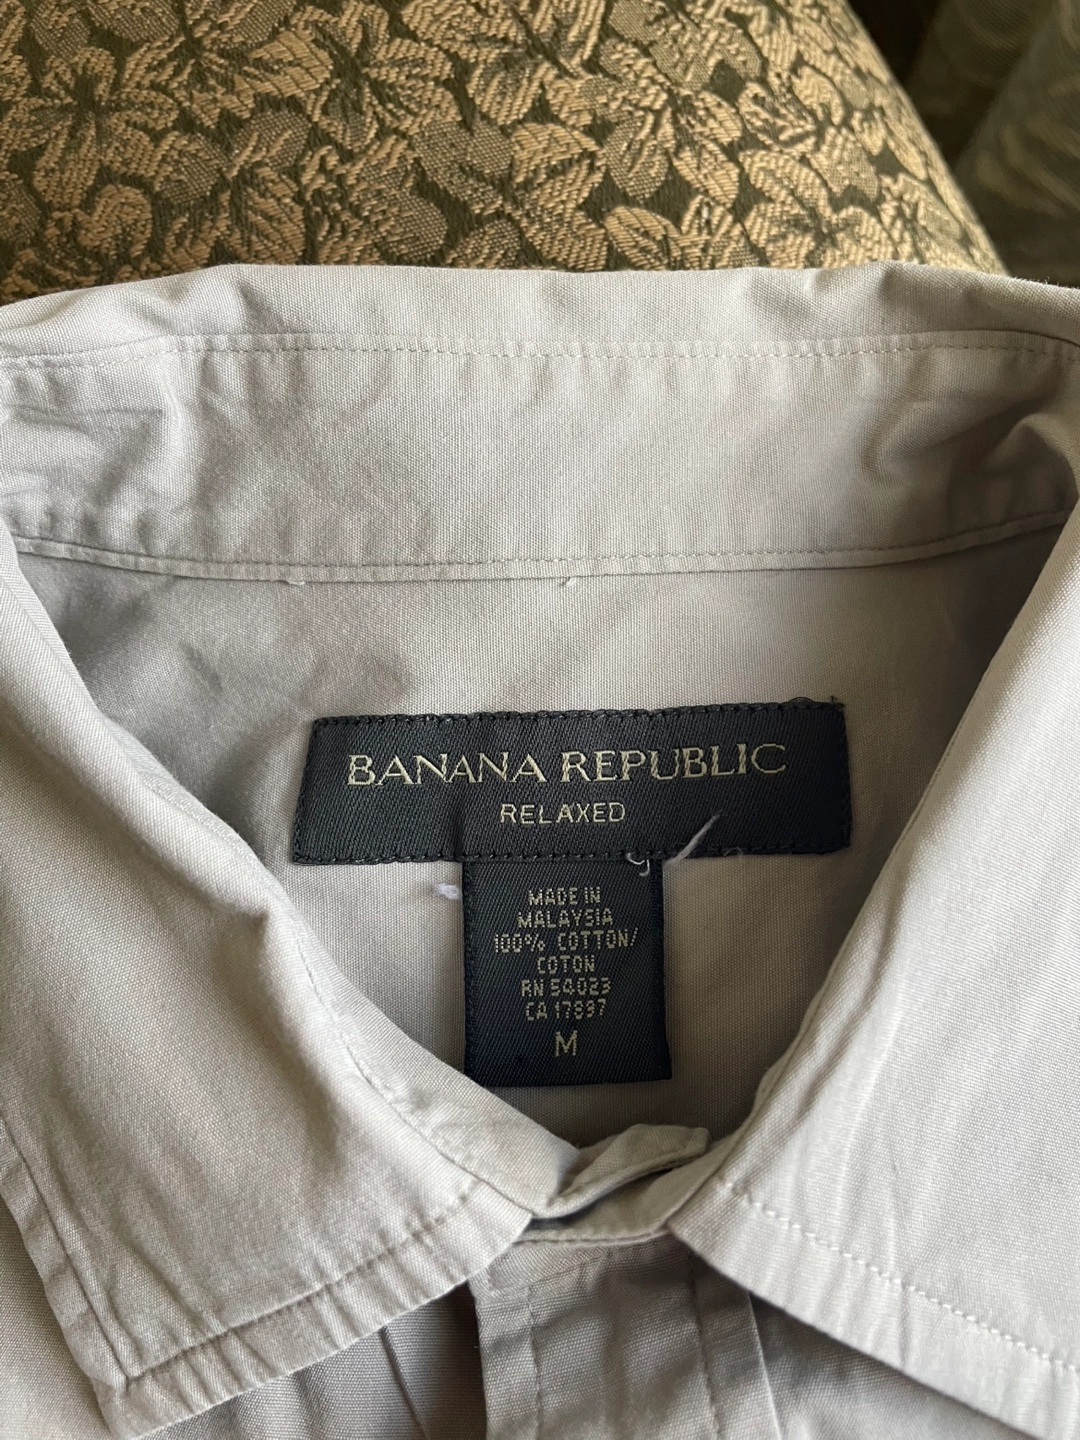 BANANA REPUBLIC
RELAXED
MADE IN
MALAYSIA
100% COTTON/
COTON
RN 54023
CA 17897
M